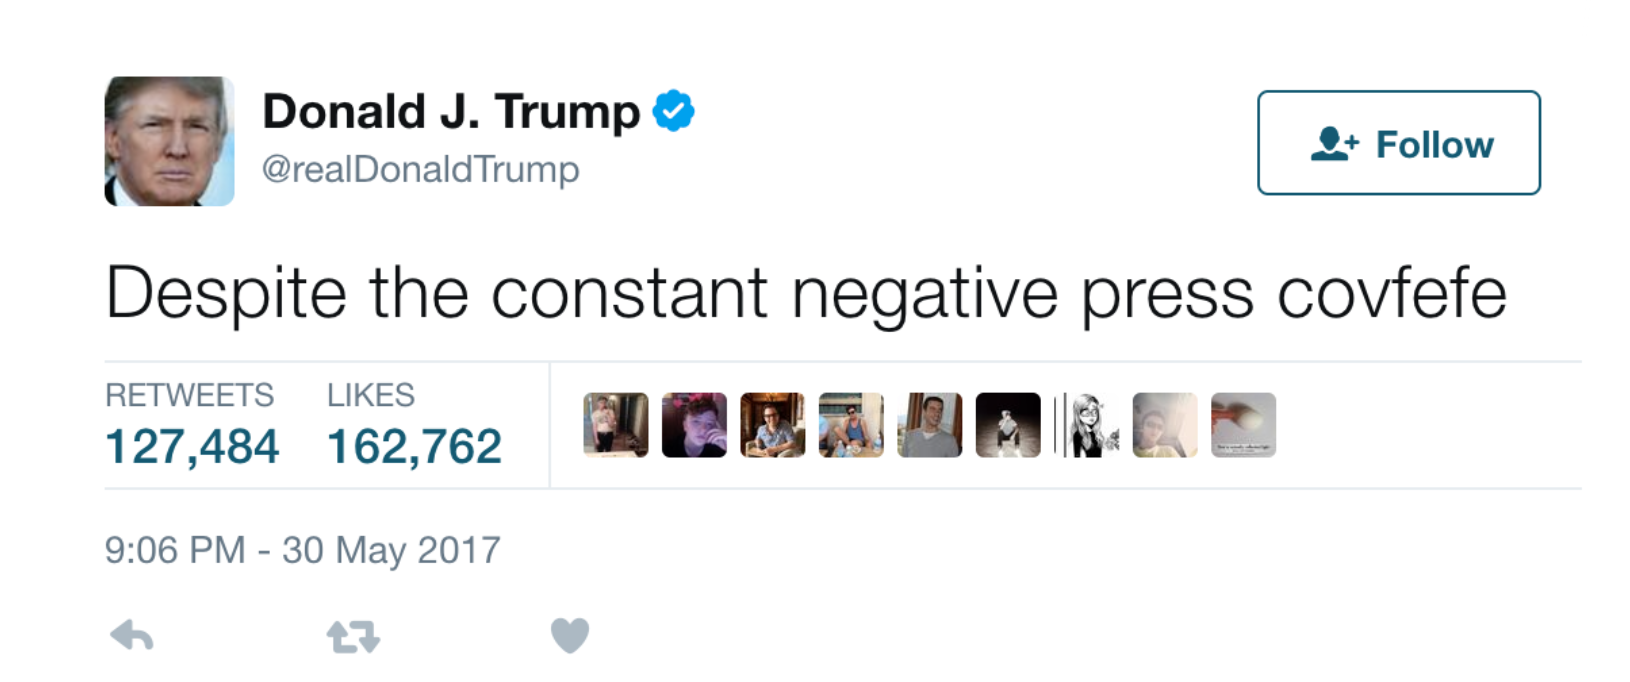 Donald J. Trump
@realDonaldTrump
Follow
Despite the constant negative press covfefe
RETWEETS LIKES
127,484 162,762
9:06 PM - 30 May 2017